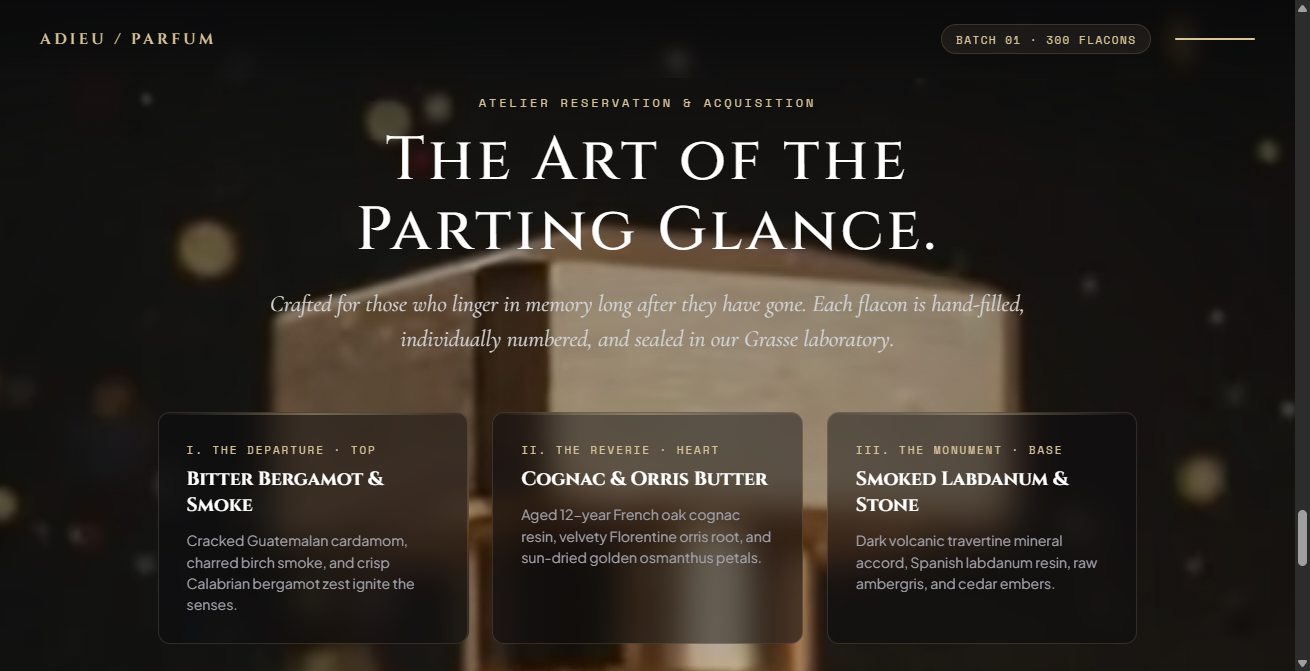 ADIEU / PARFUM
BATCH 01 · 300 FLACONS
ATELIER RESERVATION & ACQUISITION
The Art of the
Parting Glance.
Crafted for those who linger in memory long after they have gone. Each flacon is hand-filled,
individually numbered, and sealed in our Grasse laboratory.
I. THE DEPARTURE · TOP
Bitter Bergamot &
Smoke
Cracked Guatemalan cardamom,
charred birch smoke, and crisp
Calabrian bergamot zest ignite the
senses.
II. THE REVERIE · HEART
Cognac & Orris Butter
Aged 12-year French oak cognac
resin, velvety Florentine orris root, and
sun-dried golden osmanthus petals.
III. THE MONUMENT · BASE
Smoked Labdanum &
Stone
Dark volcanic travertine mineral
accord, Spanish labdanum resin, raw
ambergris, and cedar embers.